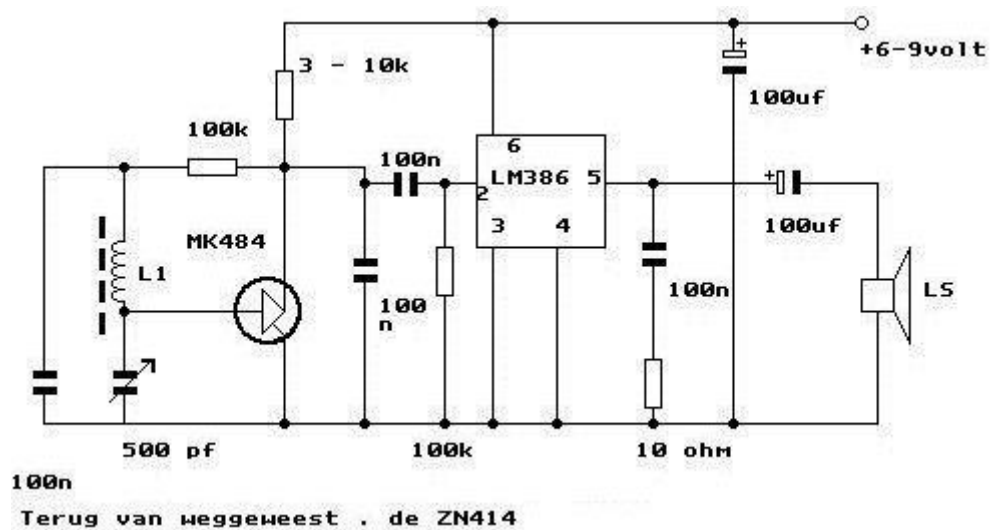 3 - 10k
+6-9volt
100uf
100k
100n
6
LM386 5
2
3 4
100uf
MK484
L1
100
n
100n
LS
500 pf
100k
10 ohm
100n
Terug van weggeweest . de ZN414
+
+